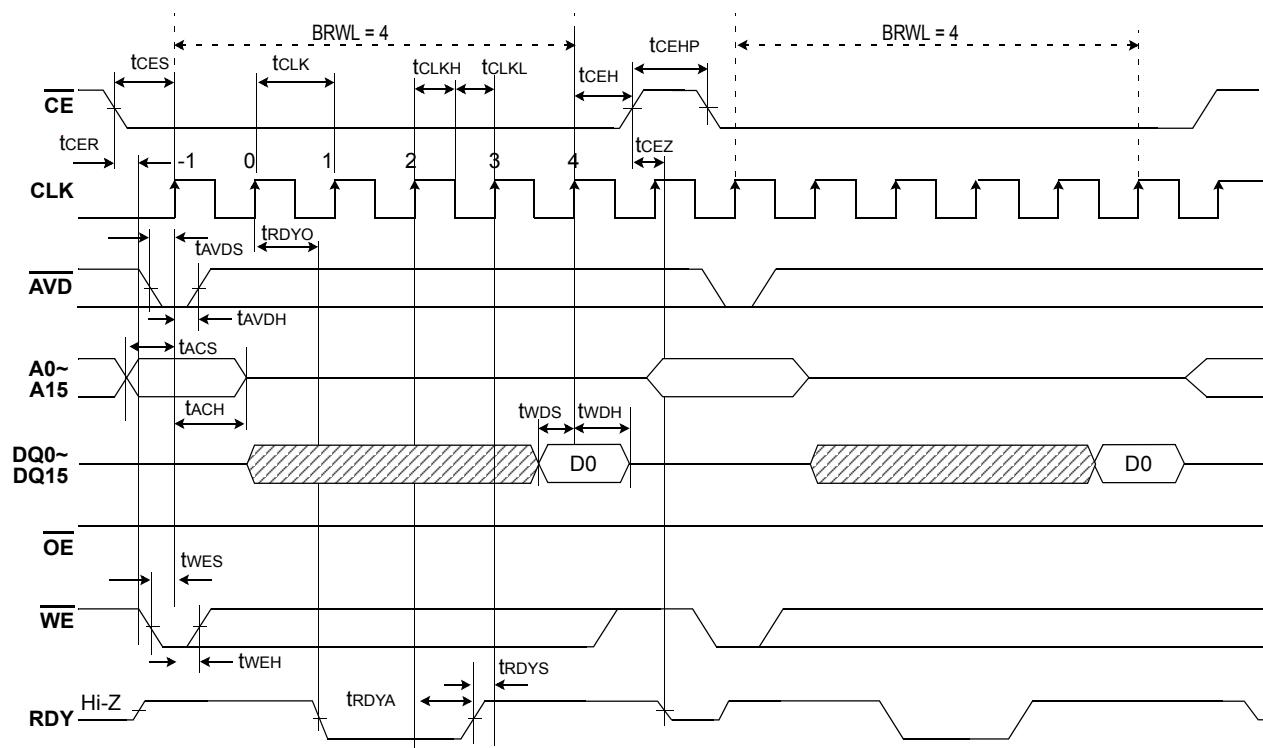 BRWL = 4 BRWL = 4
tCES tCLK tCLKH tCLKL tCEH tCEHP
CE
tCER tCEZ
-1 0 1 2 3 4
CLK
tAVDS tRDYO
AVD
tAVDH
tACS
A0~
A15
tACH tWDS tWDH
DQ0~
DQ15
D0 D0
OE
tWES
WE
tWEH
tRDYS
Hi-Z tRDYA
RDY